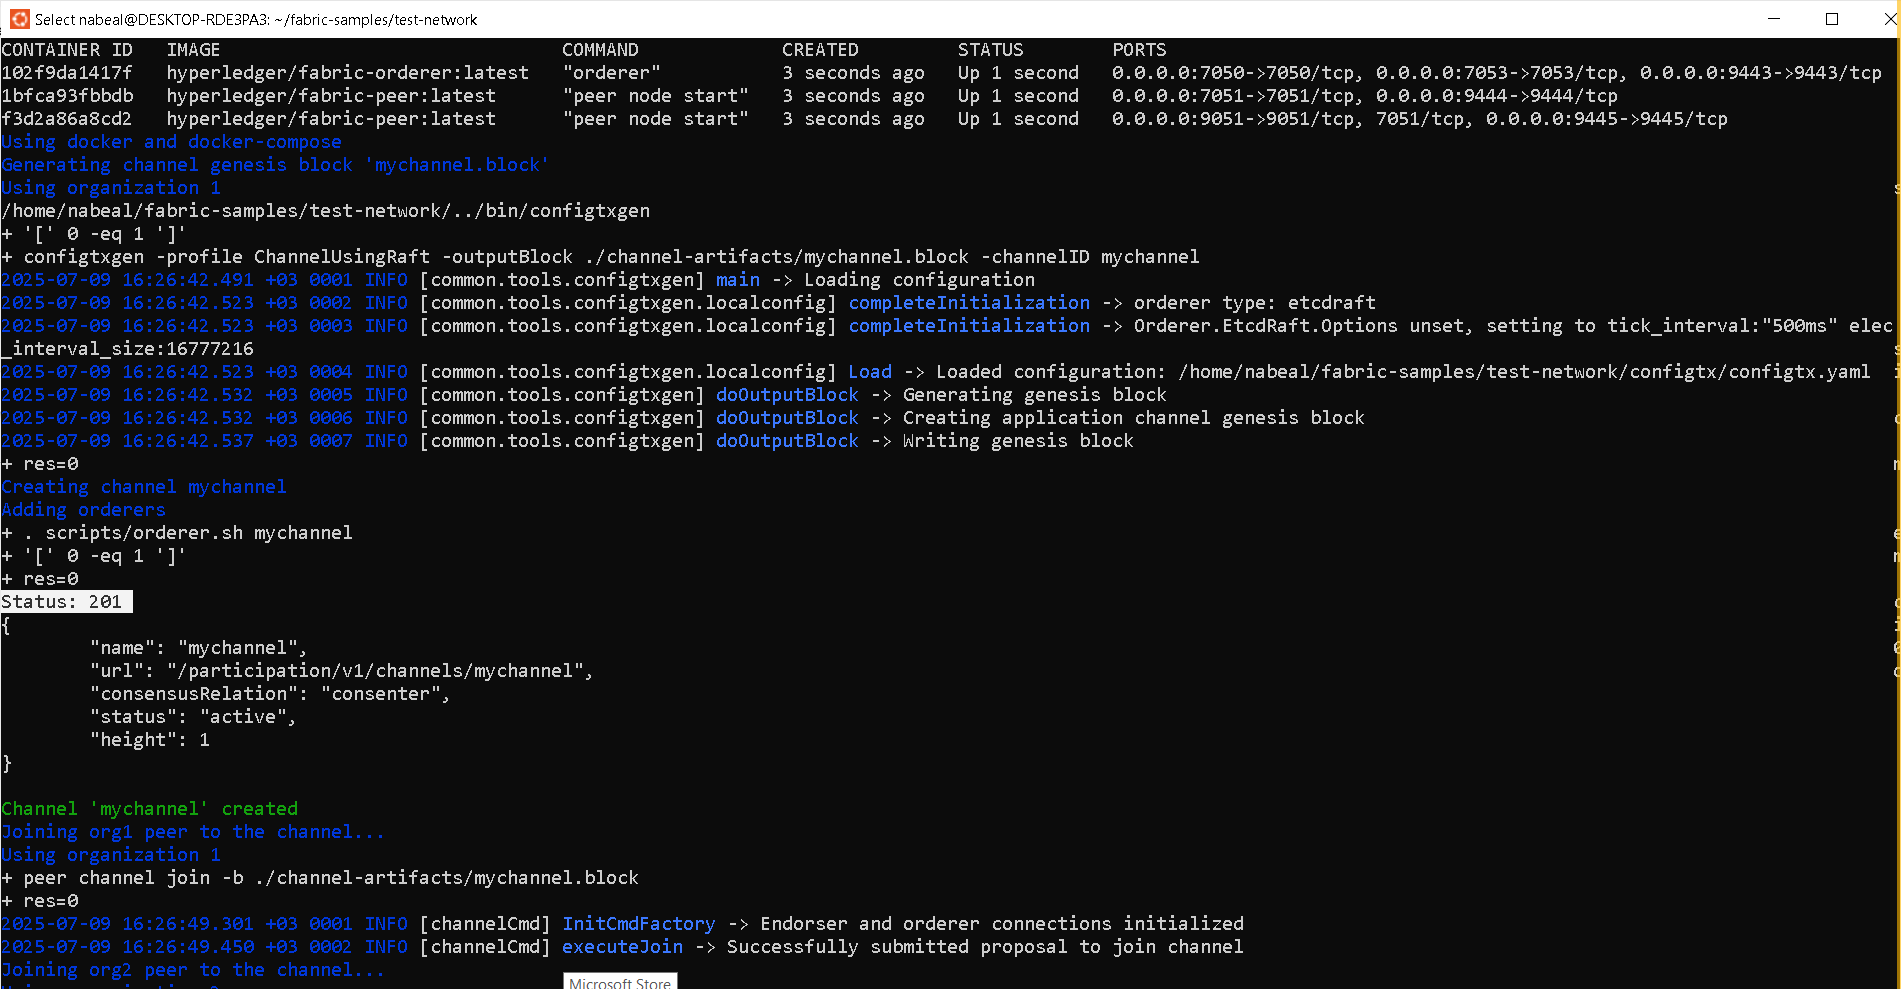 Select nabeal@DESKTOP-RDE3PA3: ~/fabric-samples/test-network
CONTAINER ID   IMAGE                               COMMAND             CREATED         STATUS        PORTS
102f9da1417f   hyperledger/fabric-orderer:latest   "orderer"           3 seconds ago   Up 1 second   0.0.0.0:7050->7050/tcp, 0.0.0.0:7053->7053/tcp, 0.0.0.0:9443->9443/tcp
1bfca93fbbdb   hyperledger/fabric-peer:latest      "peer node start"   3 seconds ago   Up 1 second   0.0.0.0:7051->7051/tcp, 0.0.0.0:9444->9444/tcp
f3d2a86a8cd2   hyperledger/fabric-peer:latest      "peer node start"   3 seconds ago   Up 1 second   0.0.0.0:9051->9051/tcp, 7051/tcp, 0.0.0.0:9445->9445/tcp
Using docker and docker-compose
Generating channel genesis block 'mychannel.block'
Using organization 1
/home/nabeal/fabric-samples/test-network/../bin/configtxgen
+ '[' 0 -eq 1 ']'
+ configtxgen -profile ChannelUsingRaft -outputBlock ./channel-artifacts/mychannel.block -channelID mychannel
2025-07-09 16:26:42.491 +03 0001 INFO [common.tools.configtxgen] main -> Loading configuration
2025-07-09 16:26:42.523 +03 0002 INFO [common.tools.configtxgen.localconfig] completeInitialization -> orderer type: etcdraft
2025-07-09 16:26:42.523 +03 0003 INFO [common.tools.configtxgen.localconfig] completeInitialization -> Orderer.EtcdRaft.Options unset, setting to tick_interval:"500ms" elec
_interval_size:16777216
2025-07-09 16:26:42.523 +03 0004 INFO [common.tools.configtxgen.localconfig] Load -> Loaded configuration: /home/nabeal/fabric-samples/test-network/configtx/configtx.yaml
2025-07-09 16:26:42.532 +03 0005 INFO [common.tools.configtxgen] doOutputBlock -> Generating genesis block
2025-07-09 16:26:42.532 +03 0006 INFO [common.tools.configtxgen] doOutputBlock -> Creating application channel genesis block
2025-07-09 16:26:42.537 +03 0007 INFO [common.tools.configtxgen] doOutputBlock -> Writing genesis block
+ res=0
Creating channel mychannel
Adding orderers
+ . scripts/orderer.sh mychannel
+ '[' 0 -eq 1 ']'
+ res=0
Status: 201
{
        "name": "mychannel",
        "url": "/participation/v1/channels/mychannel",
        "consensusRelation": "consenter",
        "status": "active",
        "height": 1
}
Channel 'mychannel' created
Joining org1 peer to the channel...
Using organization 1
+ peer channel join -b ./channel-artifacts/mychannel.block
+ res=0
2025-07-09 16:26:49.301 +03 0001 INFO [channelCmd] InitCmdFactory -> Endorser and orderer connections initialized
2025-07-09 16:26:49.450 +03 0002 INFO [channelCmd] executeJoin -> Successfully submitted proposal to join channel
Joining org2 peer to the channel...
Microsoft Store